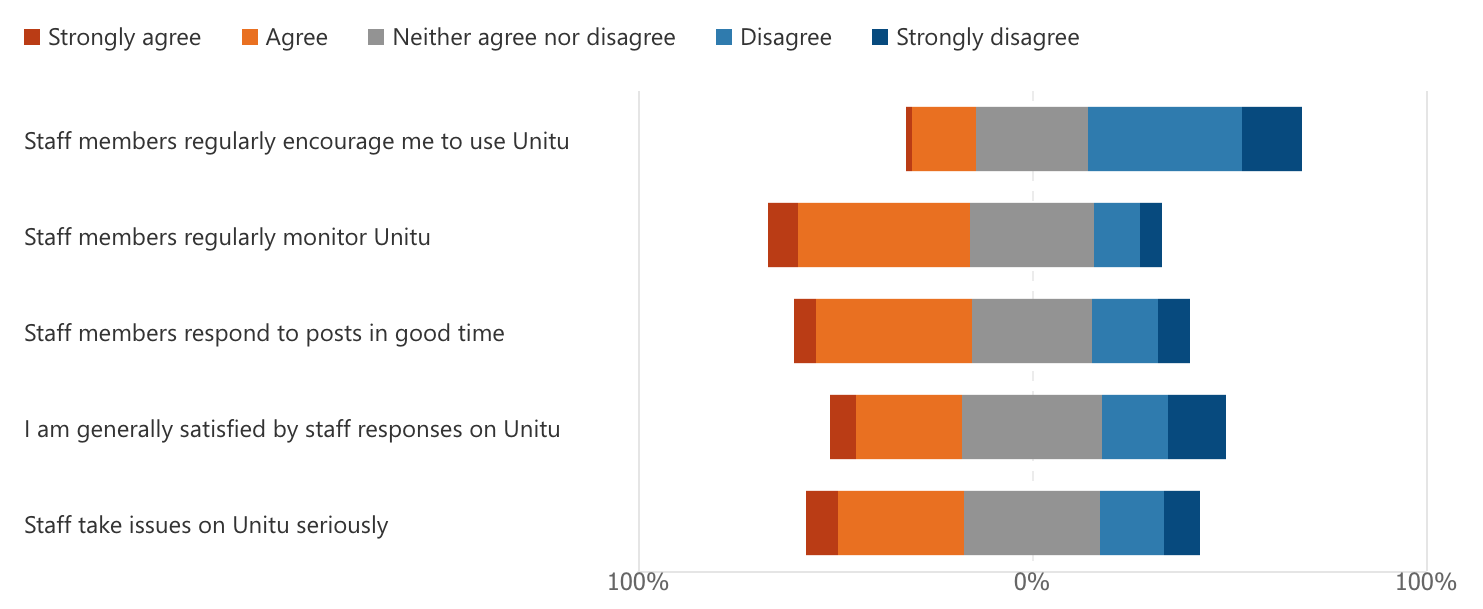 Strongly agree Agree Neither agree nor disagree Disagree Strongly disagree
Staff members regularly encourage me to use Unitu
Staff members regularly monitor Unitu
Staff members respond to posts in good time
I am generally satisfied by staff responses on Unitu
Staff take issues on Unitu seriously
100% 0% 100%